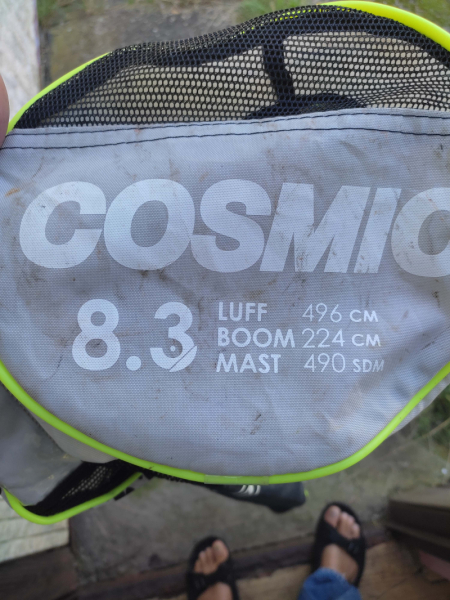 COSMIC
8.3
LUFF 496 CM
BOOM 224 CM
MAST 490 SDM